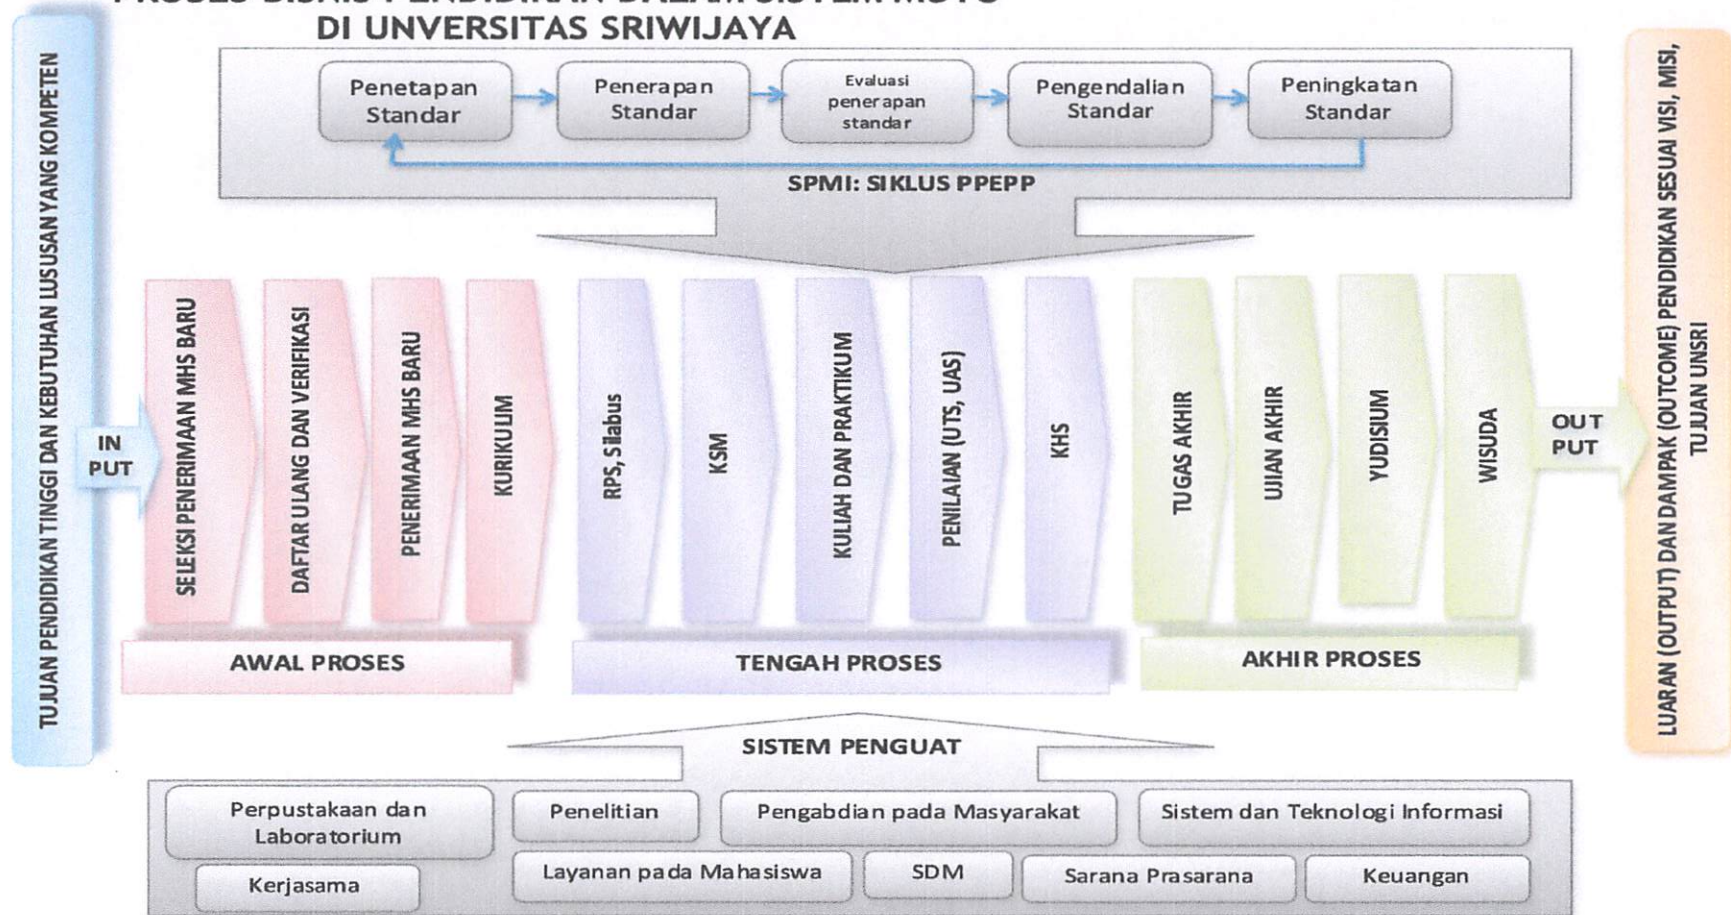 DI UNVERSITAS SRIWIJAYA
Penetapan
Standar
Penerapan
Standar
Evaluasi
penerapan
standar
Pengendalian
Standar
Peningkatan
Standar
SPMI: SIKLUS PPEPP
TUJUAN PENDIDIKAN TINGGI DAN KEBUTUHAN LUSUSAN YANG KOMPETEN
IN
PUT
SELEKSI PENERIMAAN MHS BARU
DAFTAR ULANG DAN VERIFIKASI
PENERIMAAN MHS BARU
KURIKULIM
RPS, Silabus
KSM
KULIAH DAN PRAKTIKUM
PENILAIAN (UTS, UAS)
KHS
TUGAS AKHIR
UJIAN AKHIR
YUDISIUM
WISUDA
OUT
PUT
LUARAN (OUTPUT) DAN DAMPAK (OUTCOME) PENDIDIKAN SESUAI VISI, MISI,
TUJUAN UNSRI
AWAL PROSES
TENGAH PROSES
AKHIR PROSES
SISTEM PENGUAT
Perpustakaan dan
Laboratorium
Penelitian
Pengabdian pada Masyarakat
Sistem dan Teknologi Informasi
Kerjasama
Layanan pada Mahasiswa
SDM
Sarana Prasarana
Keuangan